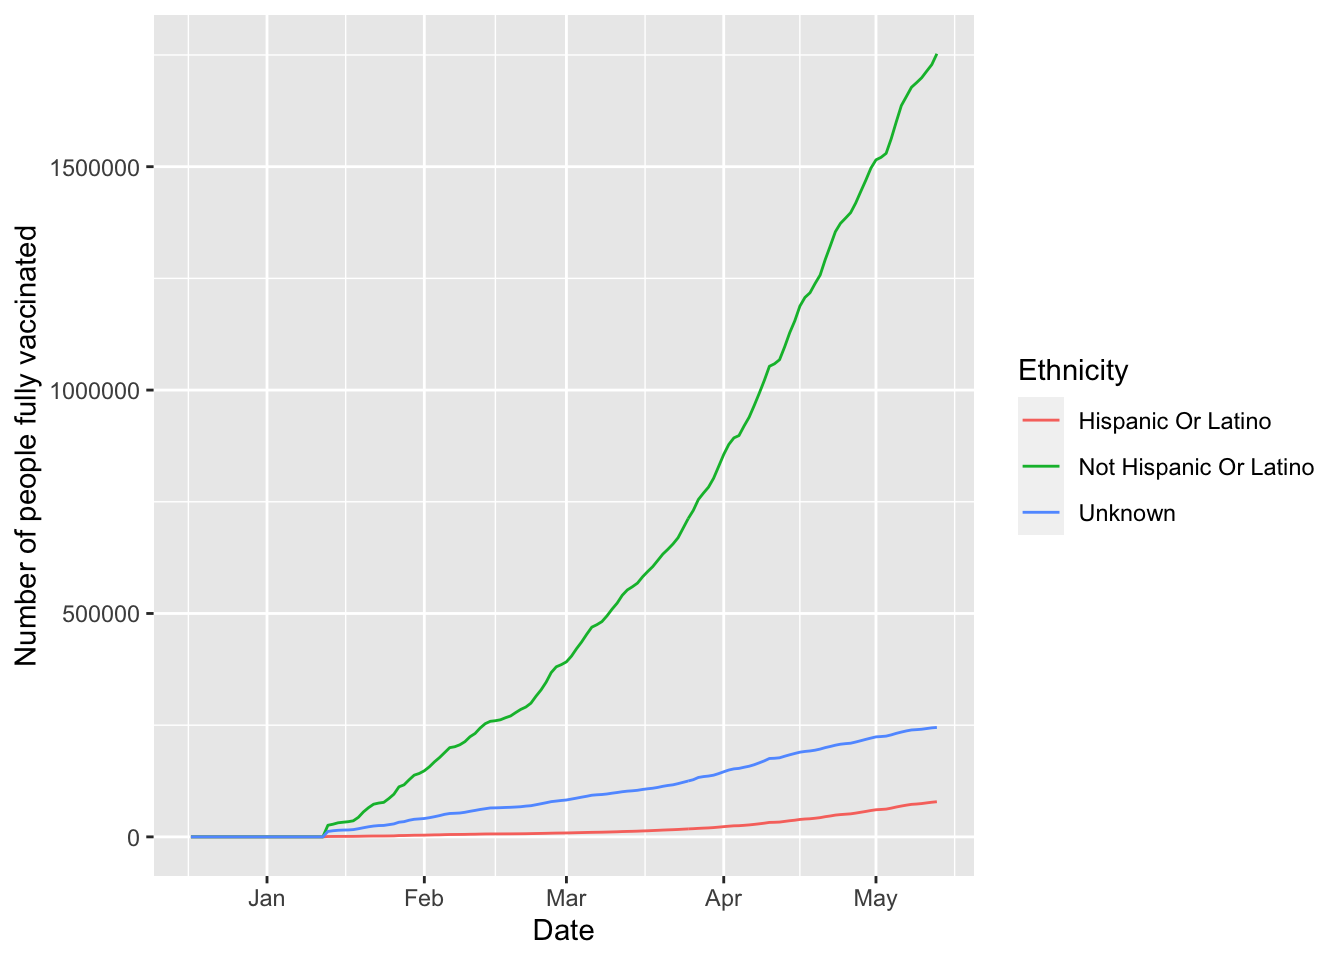 Number of people fully vaccinated
1500000
1000000
500000
0
Jan Feb Mar Apr May
Date
Ethnicity
Hispanic Or Latino
Not Hispanic Or Latino
Unknown